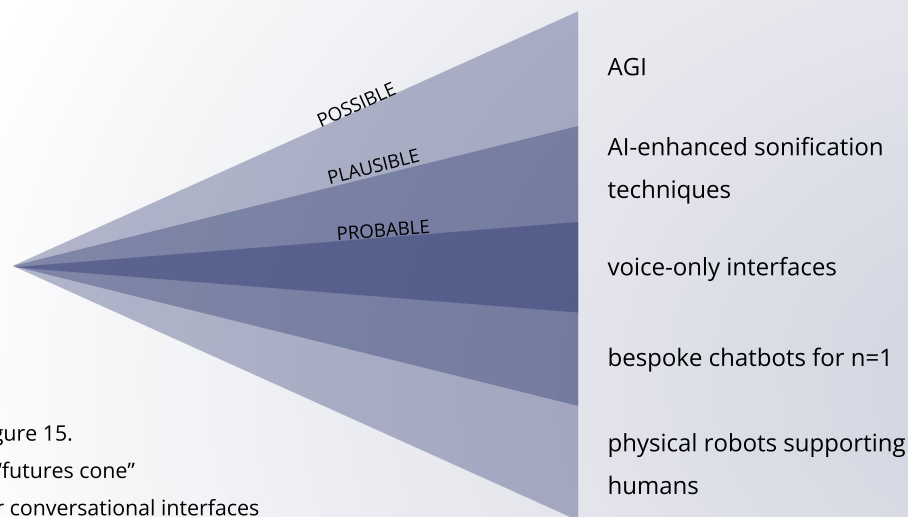 POSSIBLE
PLAUSIBLE
PROBABLE
AGI
AI-enhanced sonification
techniques
voice-only interfaces
bespoke chatbots for n=1
physical robots supporting
humans
gure 15.
“futures cone”
r conversational interfaces